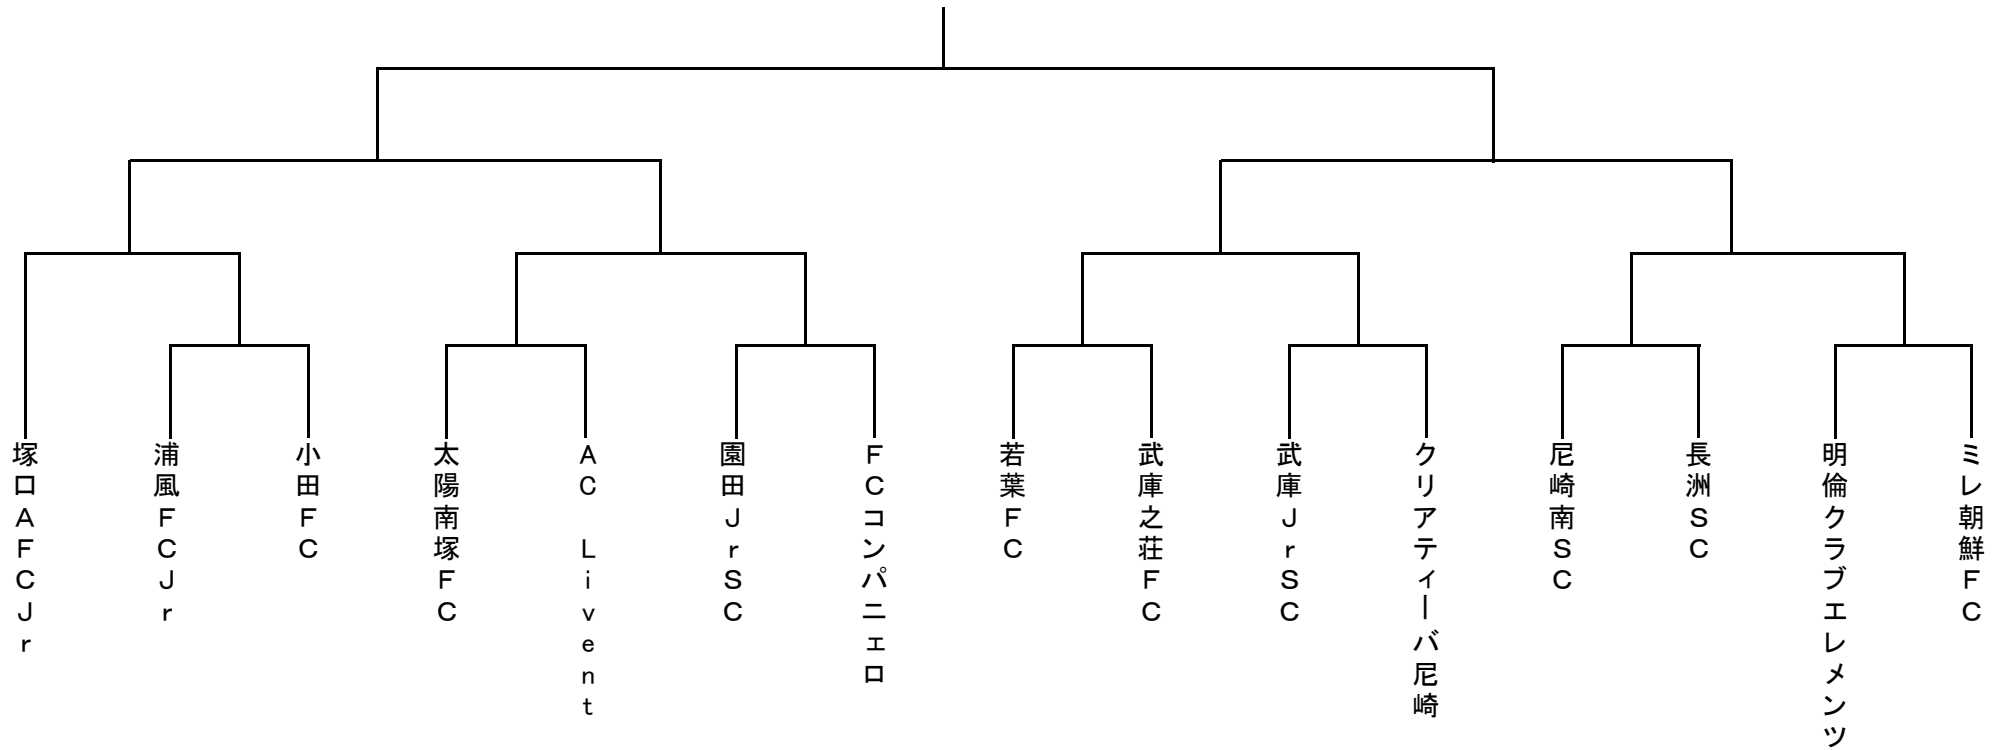 塚口ＡＦＣＪｒ
浦風ＦＣＪｒ
小田ＦＣ
太陽南塚ＦＣ
ＡＣ　Ｌｉｖｅｎｔ
園田ＪｒＳＣ
ＦＣコンパニェロ
若葉ＦＣ
武庫之荘ＦＣ
武庫ＪｒＳＣ
クリアティーバ尼崎
尼崎南ＳＣ
長洲ＳＣ
明倫クラブエレメンツ
ミレ朝鮮ＦＣ